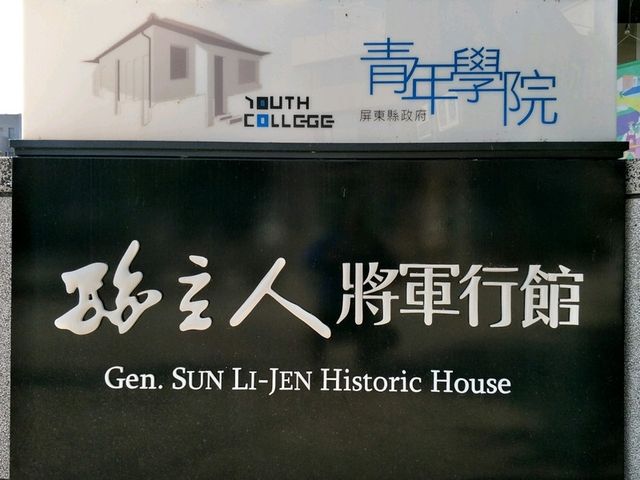 YOUTH
COLLEGE
青年學院
屏東縣政府
孫立人 將軍行館
Gen. SUN LI-JEN Historic House